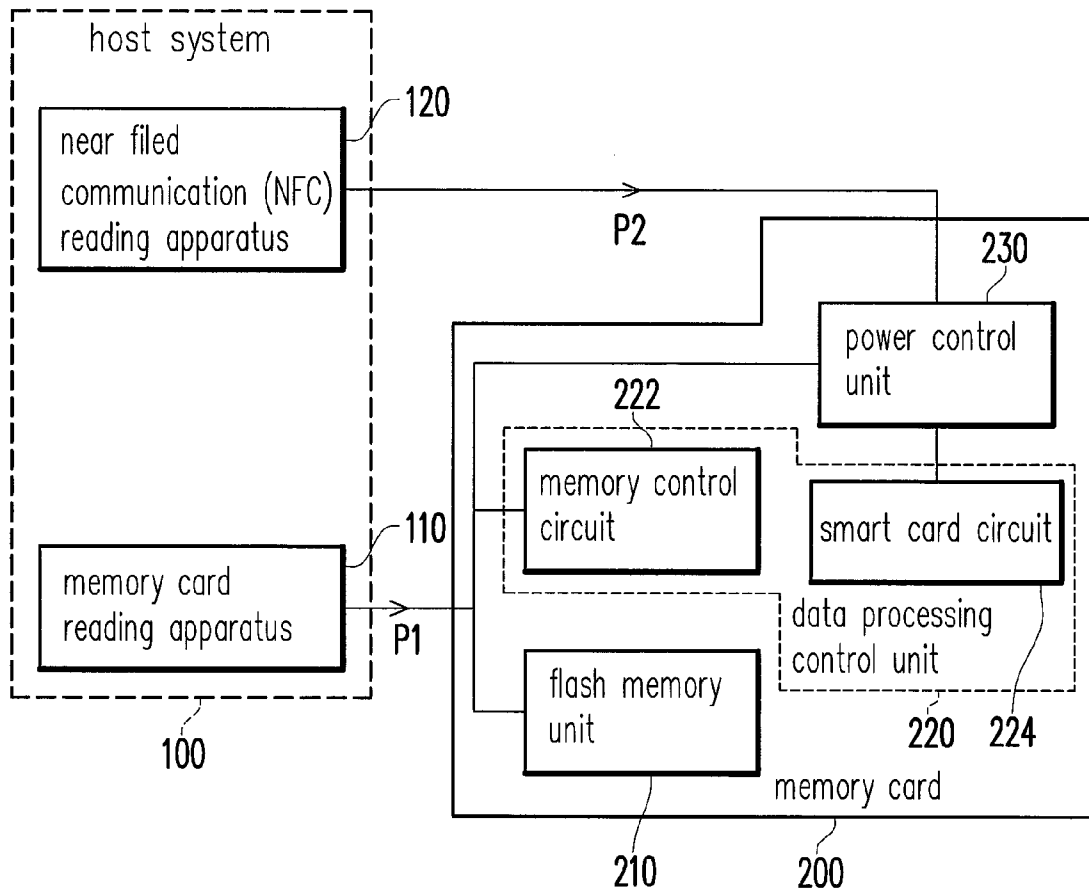 host system
120
near filed
communication (NFC)
reading apparatus
P2
230
power control
unit
222
memory control
circuit
smart card circuit
110
memory card
reading apparatus
P1
data processing
control unit
flash memory
unit
100
220
224
memory card
210
200